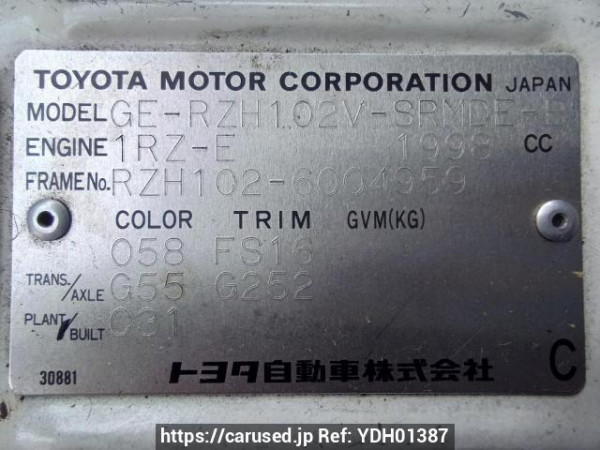 TOYOTA MOTOR CORPORATION JAPAN
MODEL GE-RZH102V-SRMDE-B
ENGINE 1RZ-E 1998 CC
FRAME No. RZH102-6004959
COLOR TRIM GVM(KG)
058 FS16
TRANS./AXLE G55 G252
PLANT/BUILT C31
30881 トヨタ自動車株式会社 C
https://carused.jp Ref: YDH01387